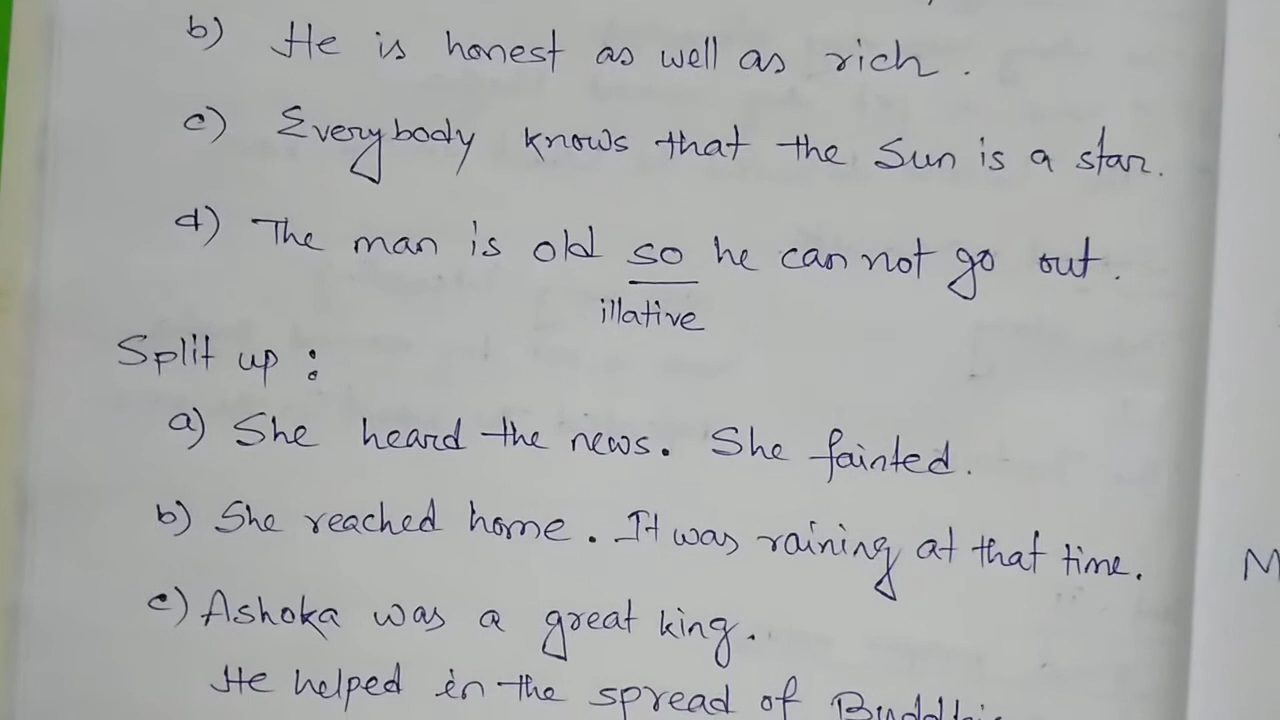 b) He is honest as well as rich.
c) Everybody knows that the Sun is a star.
d) The man is old so he can not go out.
illative
Split up :
a) She heard the news. She fainted.
b) She reached home. It was raining at that time.
c) Ashoka was a great king.
He helped in the spread of
M